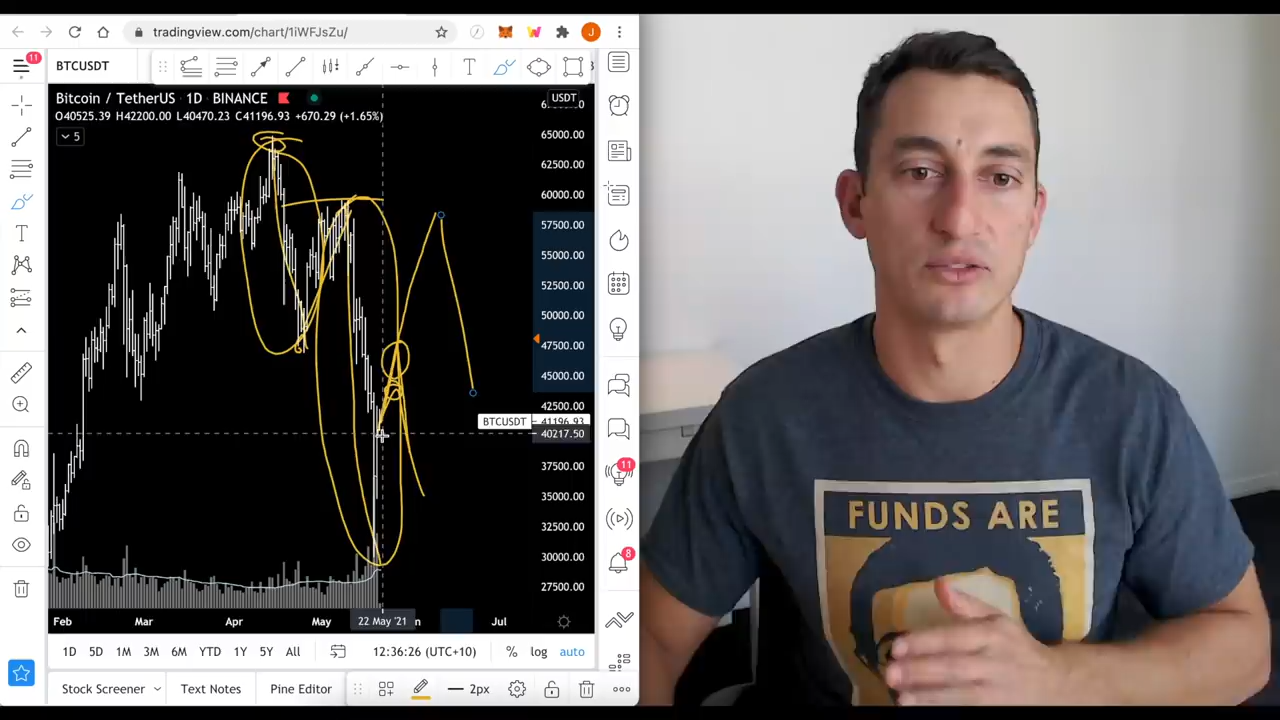 tradingview.com/chart/1iWFJsZu/
J
11
BTCUSDT
Bitcoin / TetherUS · 1D · BINANCE
USDT
O40525.39 H42200.00 L40470.23 C41196.93 +670.29 (+1.65%)
5
65000.00
62500.00
60000.00
57500.00
55000.00
52500.00
50000.00
47500.00
45000.00
42500.00
BTCUSDT
41196.93
40217.50
37500.00
35000.00
32500.00
30000.00
27500.00
11
8
Feb Mar Apr May 22 May '21 Jul
1D 5D 1M 3M 6M YTD 1Y 5Y All 12:36:26 (UTC+10) % log auto
Stock Screener Text Notes Pine Editor 2px
FUNDS ARE